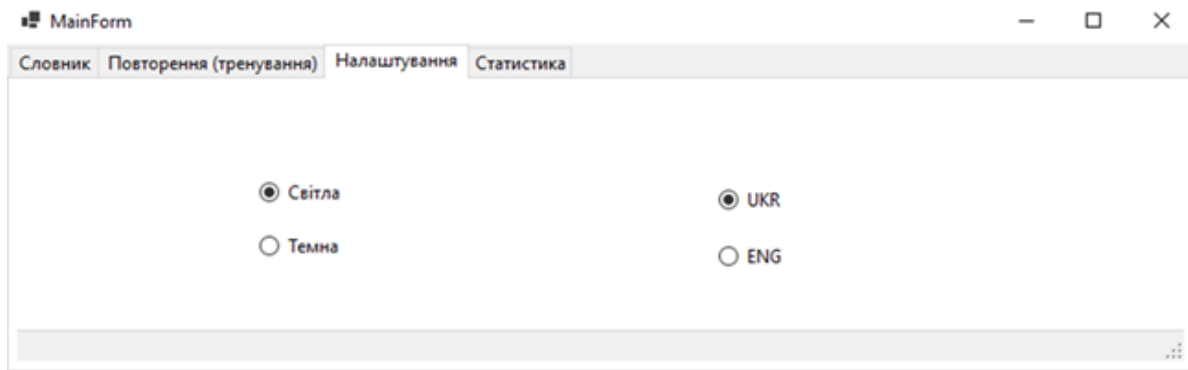 MainForm
Словник Повторення (тренування) Налаштування Статистика
Світла UKR
Темна ENG